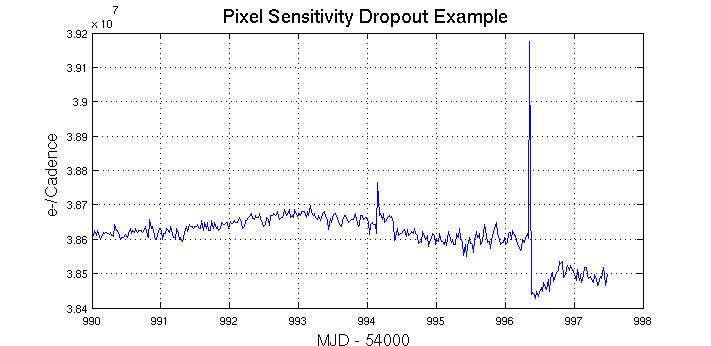 Pixel Sensitivity Dropout Example
x 10
7
3.92
3.91
3.9
3.89
3.88
3.87
3.86
3.85
3.84
e-/Cadence
990 991 992 993 994 995 996 997 998
MJD - 54000